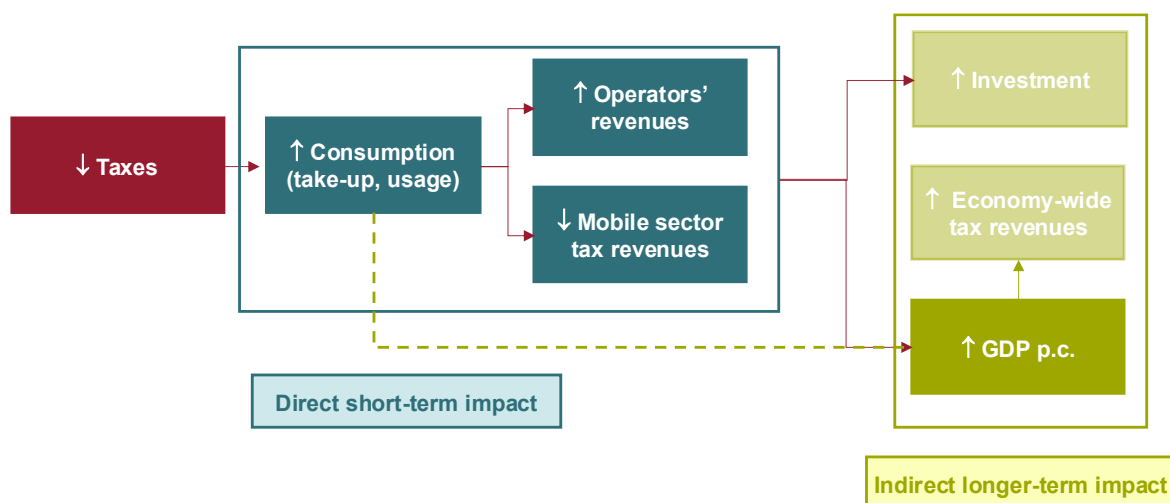 ↓ Taxes
↑ Consumption
(take-up, usage)
↑ Operators’
revenues
↓ Mobile sector
tax revenues
↑ Investment
↑ Economy-wide
tax revenues
↑ GDP p.c.
Direct short-term impact
Indirect longer-term impact